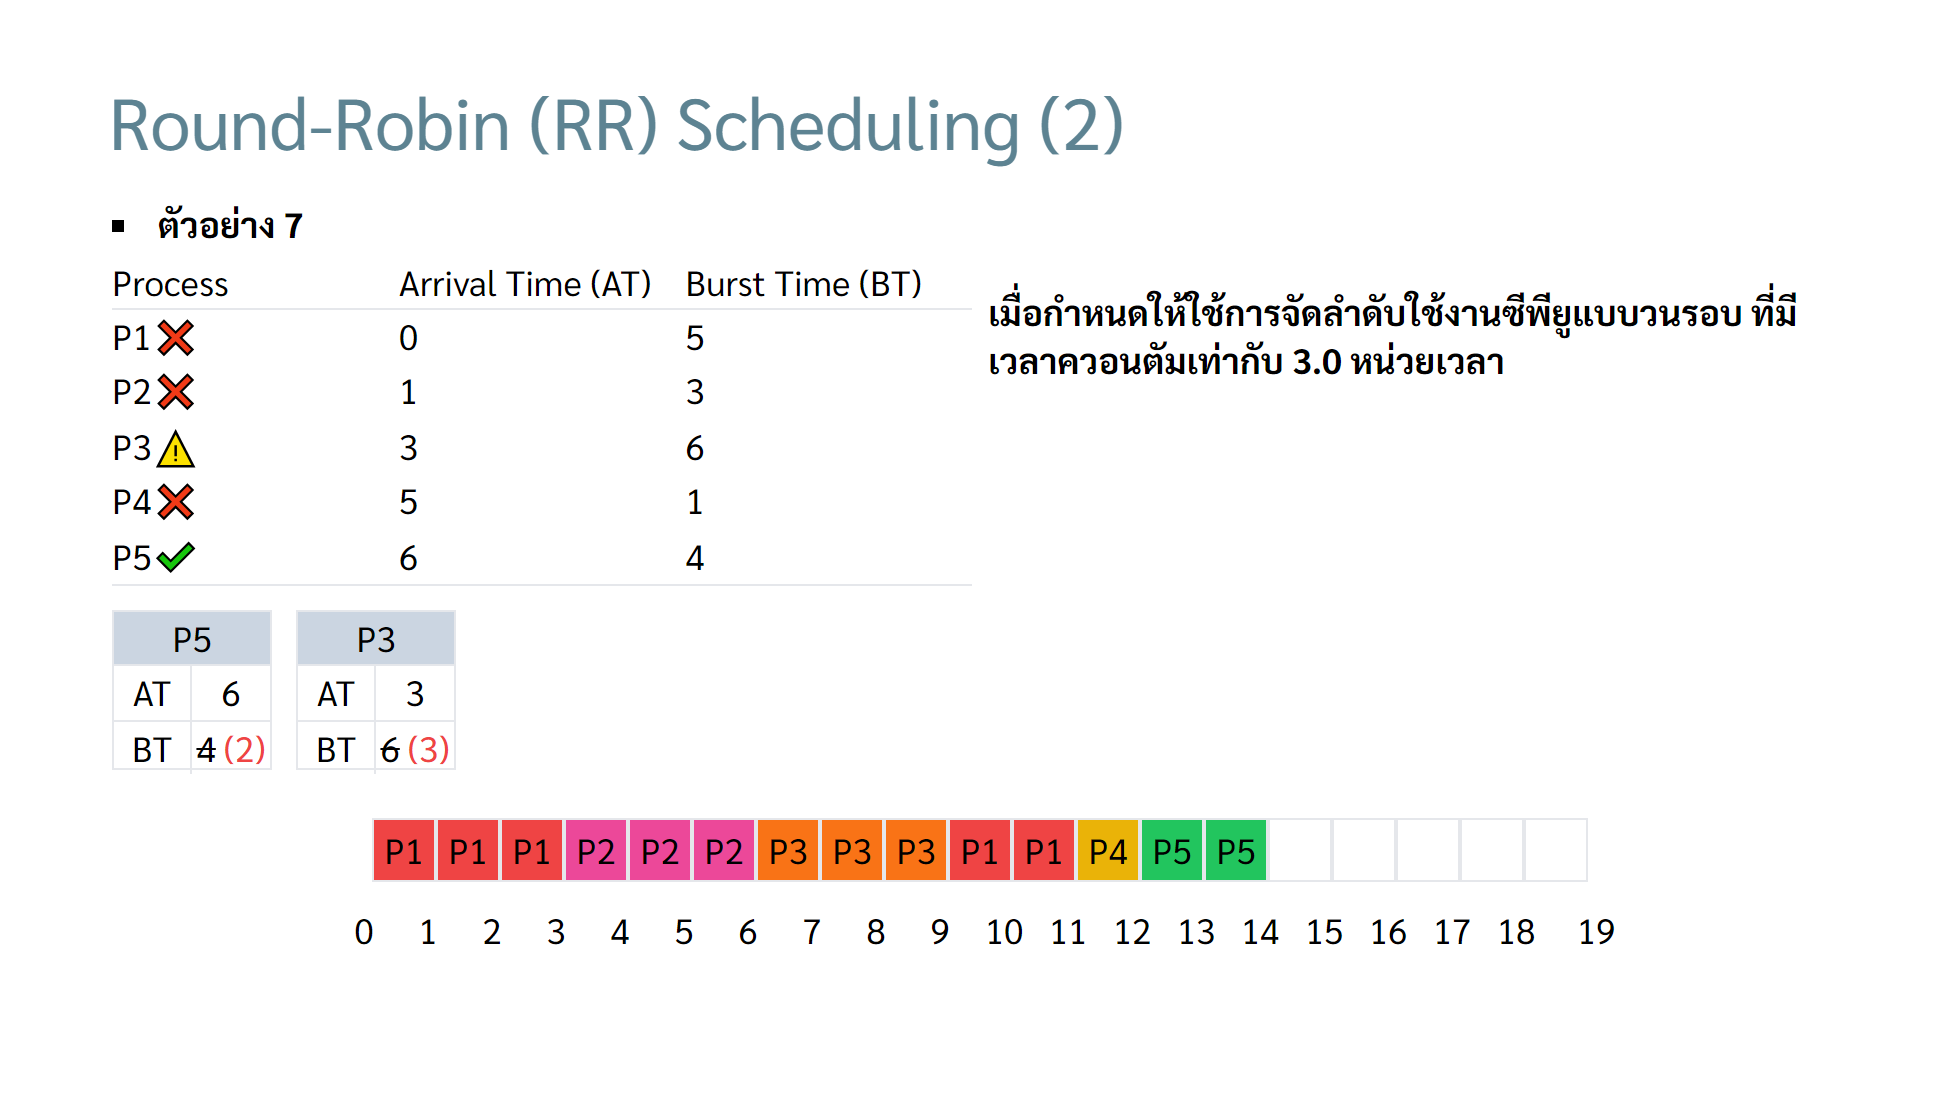 Round-Robin (RR) Scheduling (2)
▪ ตัวอย่าง 7
Process Arrival Time (AT) Burst Time (BT)
P1 0 5
P2 1 3
P3 3 6
P4 5 1
P5 6 4
เมื่อกำหนดให้ใช้การจัดลำดับใช้งานซีพียูแบบวนรอบ ที่มี
เวลาควอนตัมเท่ากับ 3.0 หน่วยเวลา
P5 P3
AT 6 AT 3
BT 4 (2) BT 6 (3)
P1 P1 P1 P2 P2 P2 P3 P3 P3 P1 P1 P4 P5 P5
0 1 2 3 4 5 6 7 8 9 10 11 12 13 14 15 16 17 18 19